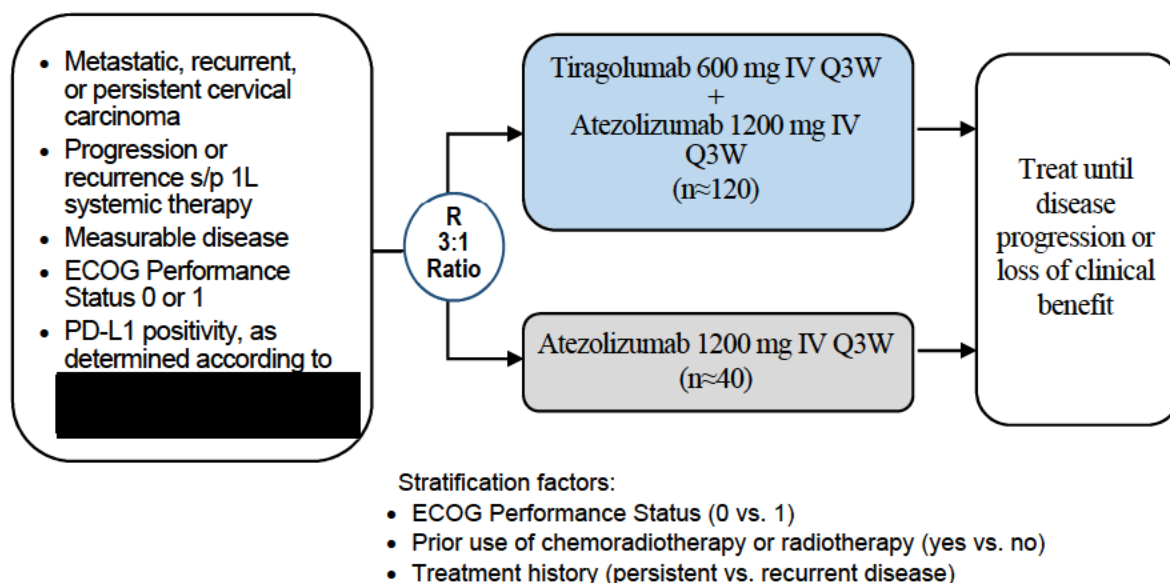 • Metastatic, recurrent,
or persistent cervical
carcinoma
• Progression or
recurrence s/p 1L
systemic therapy
• Measurable disease
• ECOG Performance
Status 0 or 1
• PD-L1 positivity, as
determined according to
R
3:1
Ratio
Tiragolumab 600 mg IV Q3W
+
Atezolizumab 1200 mg IV
Q3W
(n≈120)
Atezolizumab 1200 mg IV Q3W
(n≈40)
Treat until
disease
progression or
loss of clinical
benefit
Stratification factors:
• ECOG Performance Status (0 vs. 1)
• Prior use of chemoradiotherapy or radiotherapy (yes vs. no)
• Treatment history (persistent vs. recurrent disease)